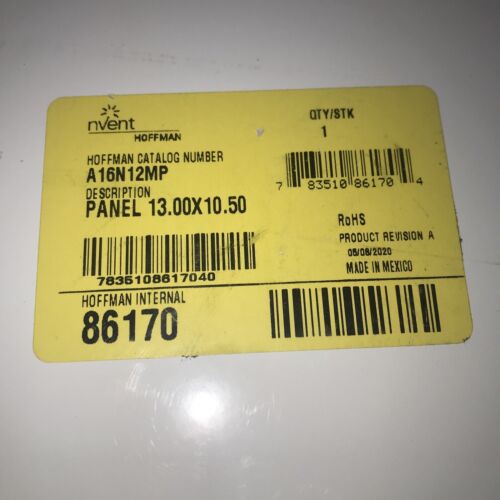 nvent
HOFFMAN
QTY/STK
1
HOFFMAN CATALOG NUMBER
A16N12MP
DESCRIPTION
PANEL 13.00X10.50
7 83510 86170 4
7835108617040
RoHS
PRODUCT REVISION A
05/08/2020
MADE IN MEXICO
HOFFMAN INTERNAL
86170